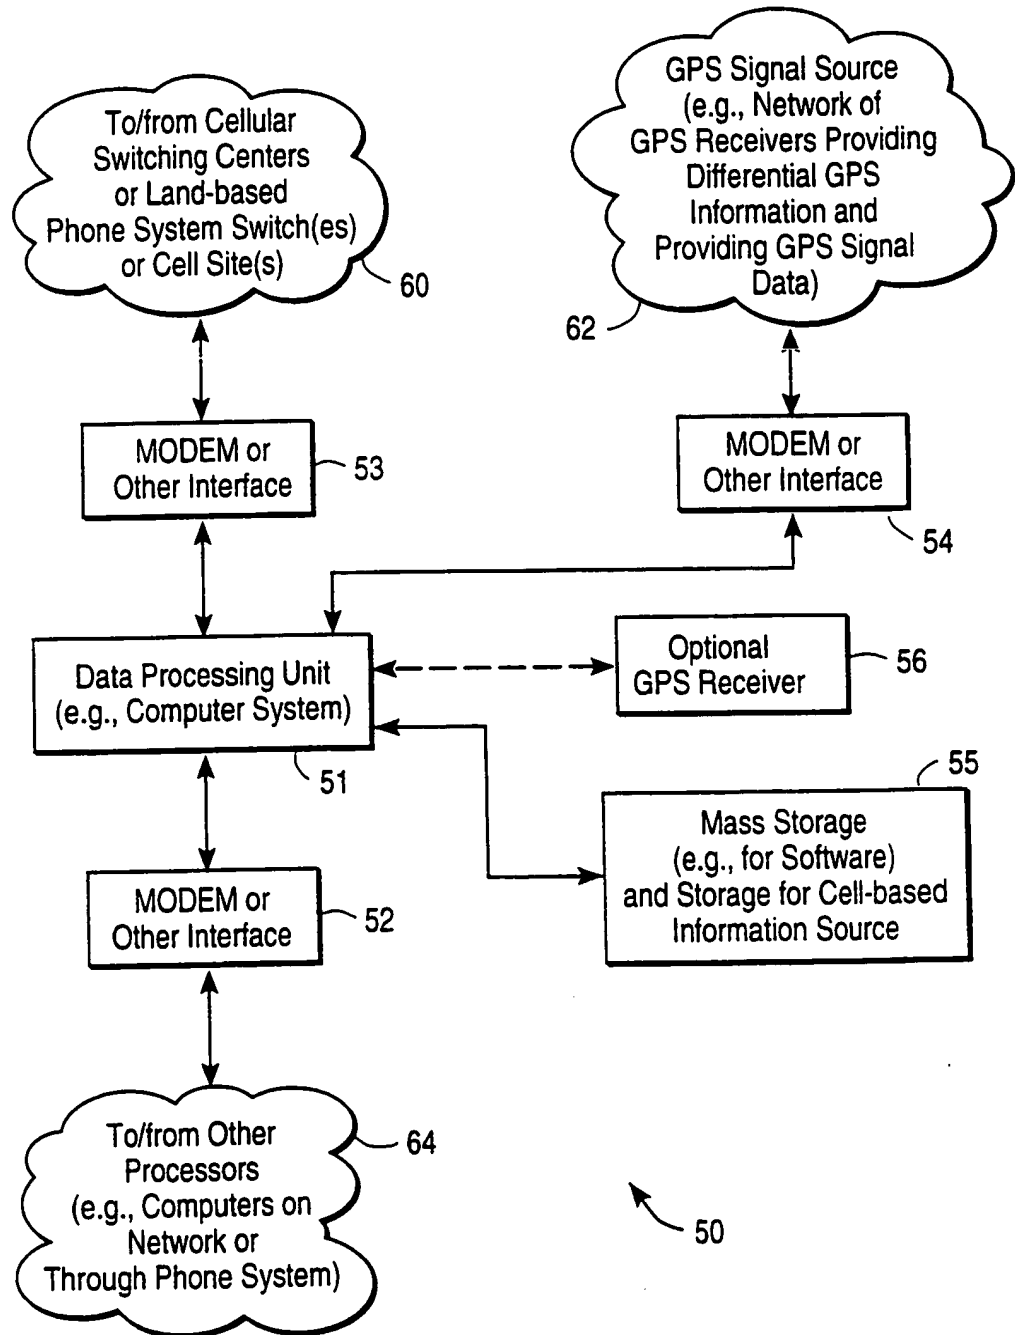 To/from Cellular
Switching Centers
or Land-based
Phone System Switch(es)
or Cell Site(s)
60
GPS Signal Source
(e.g., Network of
GPS Receivers Providing
Differential GPS
Information and
Providing GPS Signal
Data)
62
MODEM or
Other Interface
53
MODEM or
Other Interface
54
Data Processing Unit
(e.g., Computer System)
51
Optional
GPS Receiver
56
55
Mass Storage
(e.g., for Software)
and Storage for Cell-based
Information Source
MODEM or
Other Interface
52
To/from Other
Processors
(e.g., Computers on
Network or
Through Phone System)
64
50